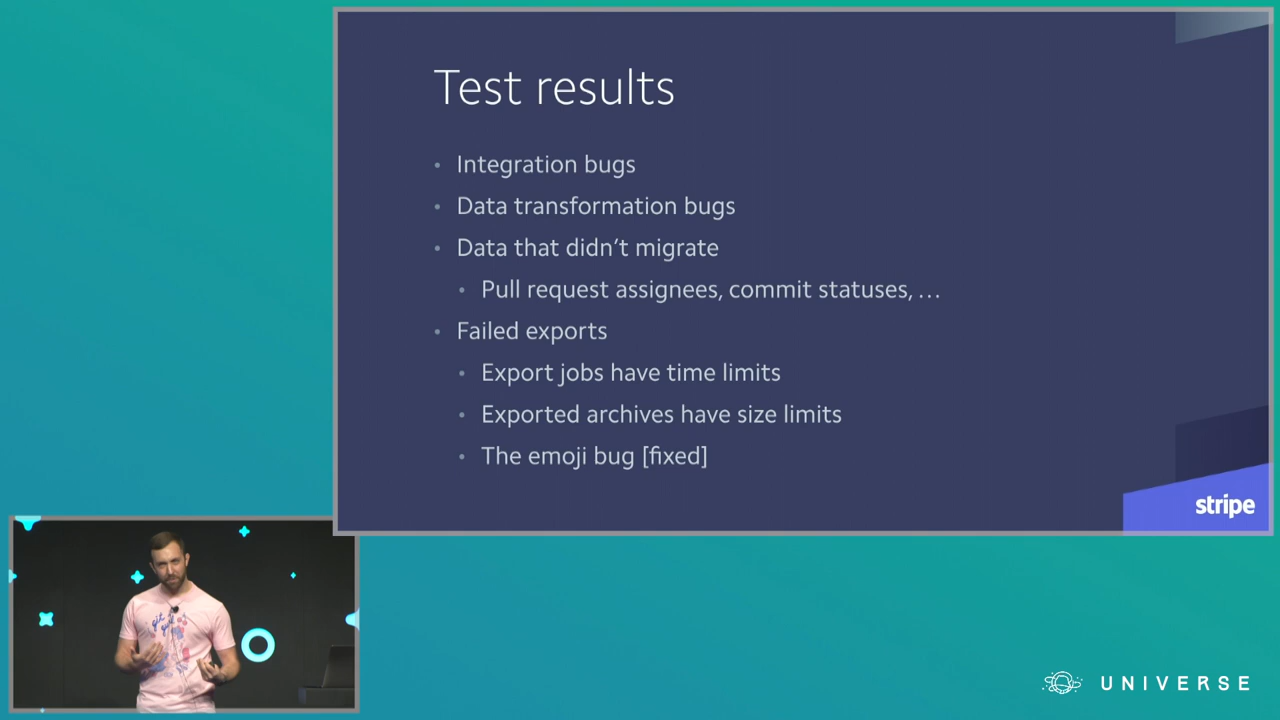 Test results
• Integration bugs
• Data transformation bugs
• Data that didn’t migrate
• Pull request assignees, commit statuses, …
• Failed exports
• Export jobs have time limits
• Exported archives have size limits
• The emoji bug [fixed]
stripe
git
UNIVERSE